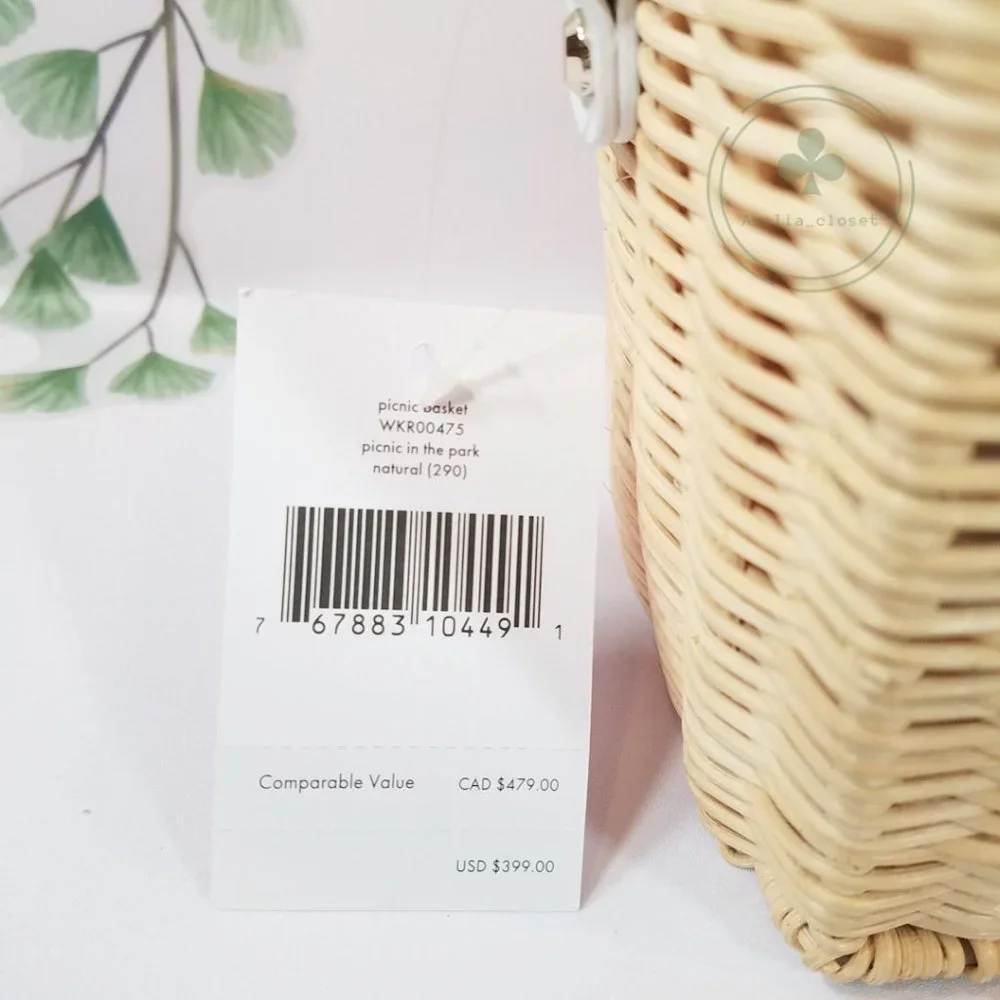 picnic basket
WKR00475
picnic in the park
natural (290)
7 67883 10449 1
Comparable Value CAD $479.00
USD $399.00